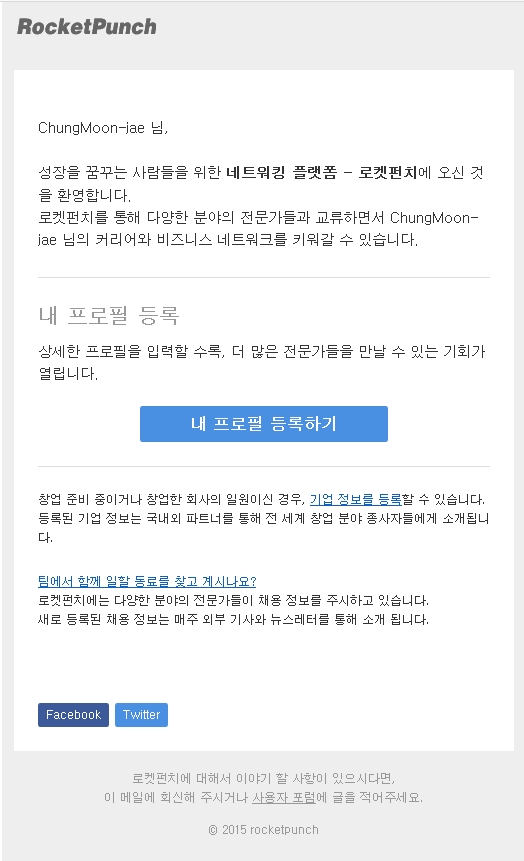 RocketPunch
ChungMoon-jae 님,
성장을 꿈꾸는 사람들을 위한 네트워킹 플랫폼 - 로켓펀치에 오신 것
을 환영합니다.
로켓펀치를 통해 다양한 분야의 전문가들과 교류하면서 ChungMoon-
jae 님의 커리어와 비즈니스 네트워크를 키워갈 수 있습니다.
내 프로필 등록
상세한 프로필을 입력할 수록, 더 많은 전문가들을 만날 수 있는 기회가
열립니다.
내 프로필 등록하기
창업 준비 중이거나 창업한 회사의 일원이신 경우, 기업 정보를 등록할 수 있습니다.
등록된 기업 정보는 국내외 파트너를 통해 전 세계 창업 분야 종사자들에게 소개됩니
다.
팀에서 함께 일할 동료를 찾고 계시나요?
로켓펀치에는 다양한 분야의 전문가들이 채용 정보를 주시하고 있습니다.
새로 등록된 채용 정보는 매주 외부 기사와 뉴스레터를 통해 소개 됩니다.
Facebook Twitter
로켓펀치에 대해서 이야기 할 사항이 있으시다면,
이 메일에 회신해 주시거나 사용자 포럼에 글을 적어주세요.
© 2015 rocketpunch